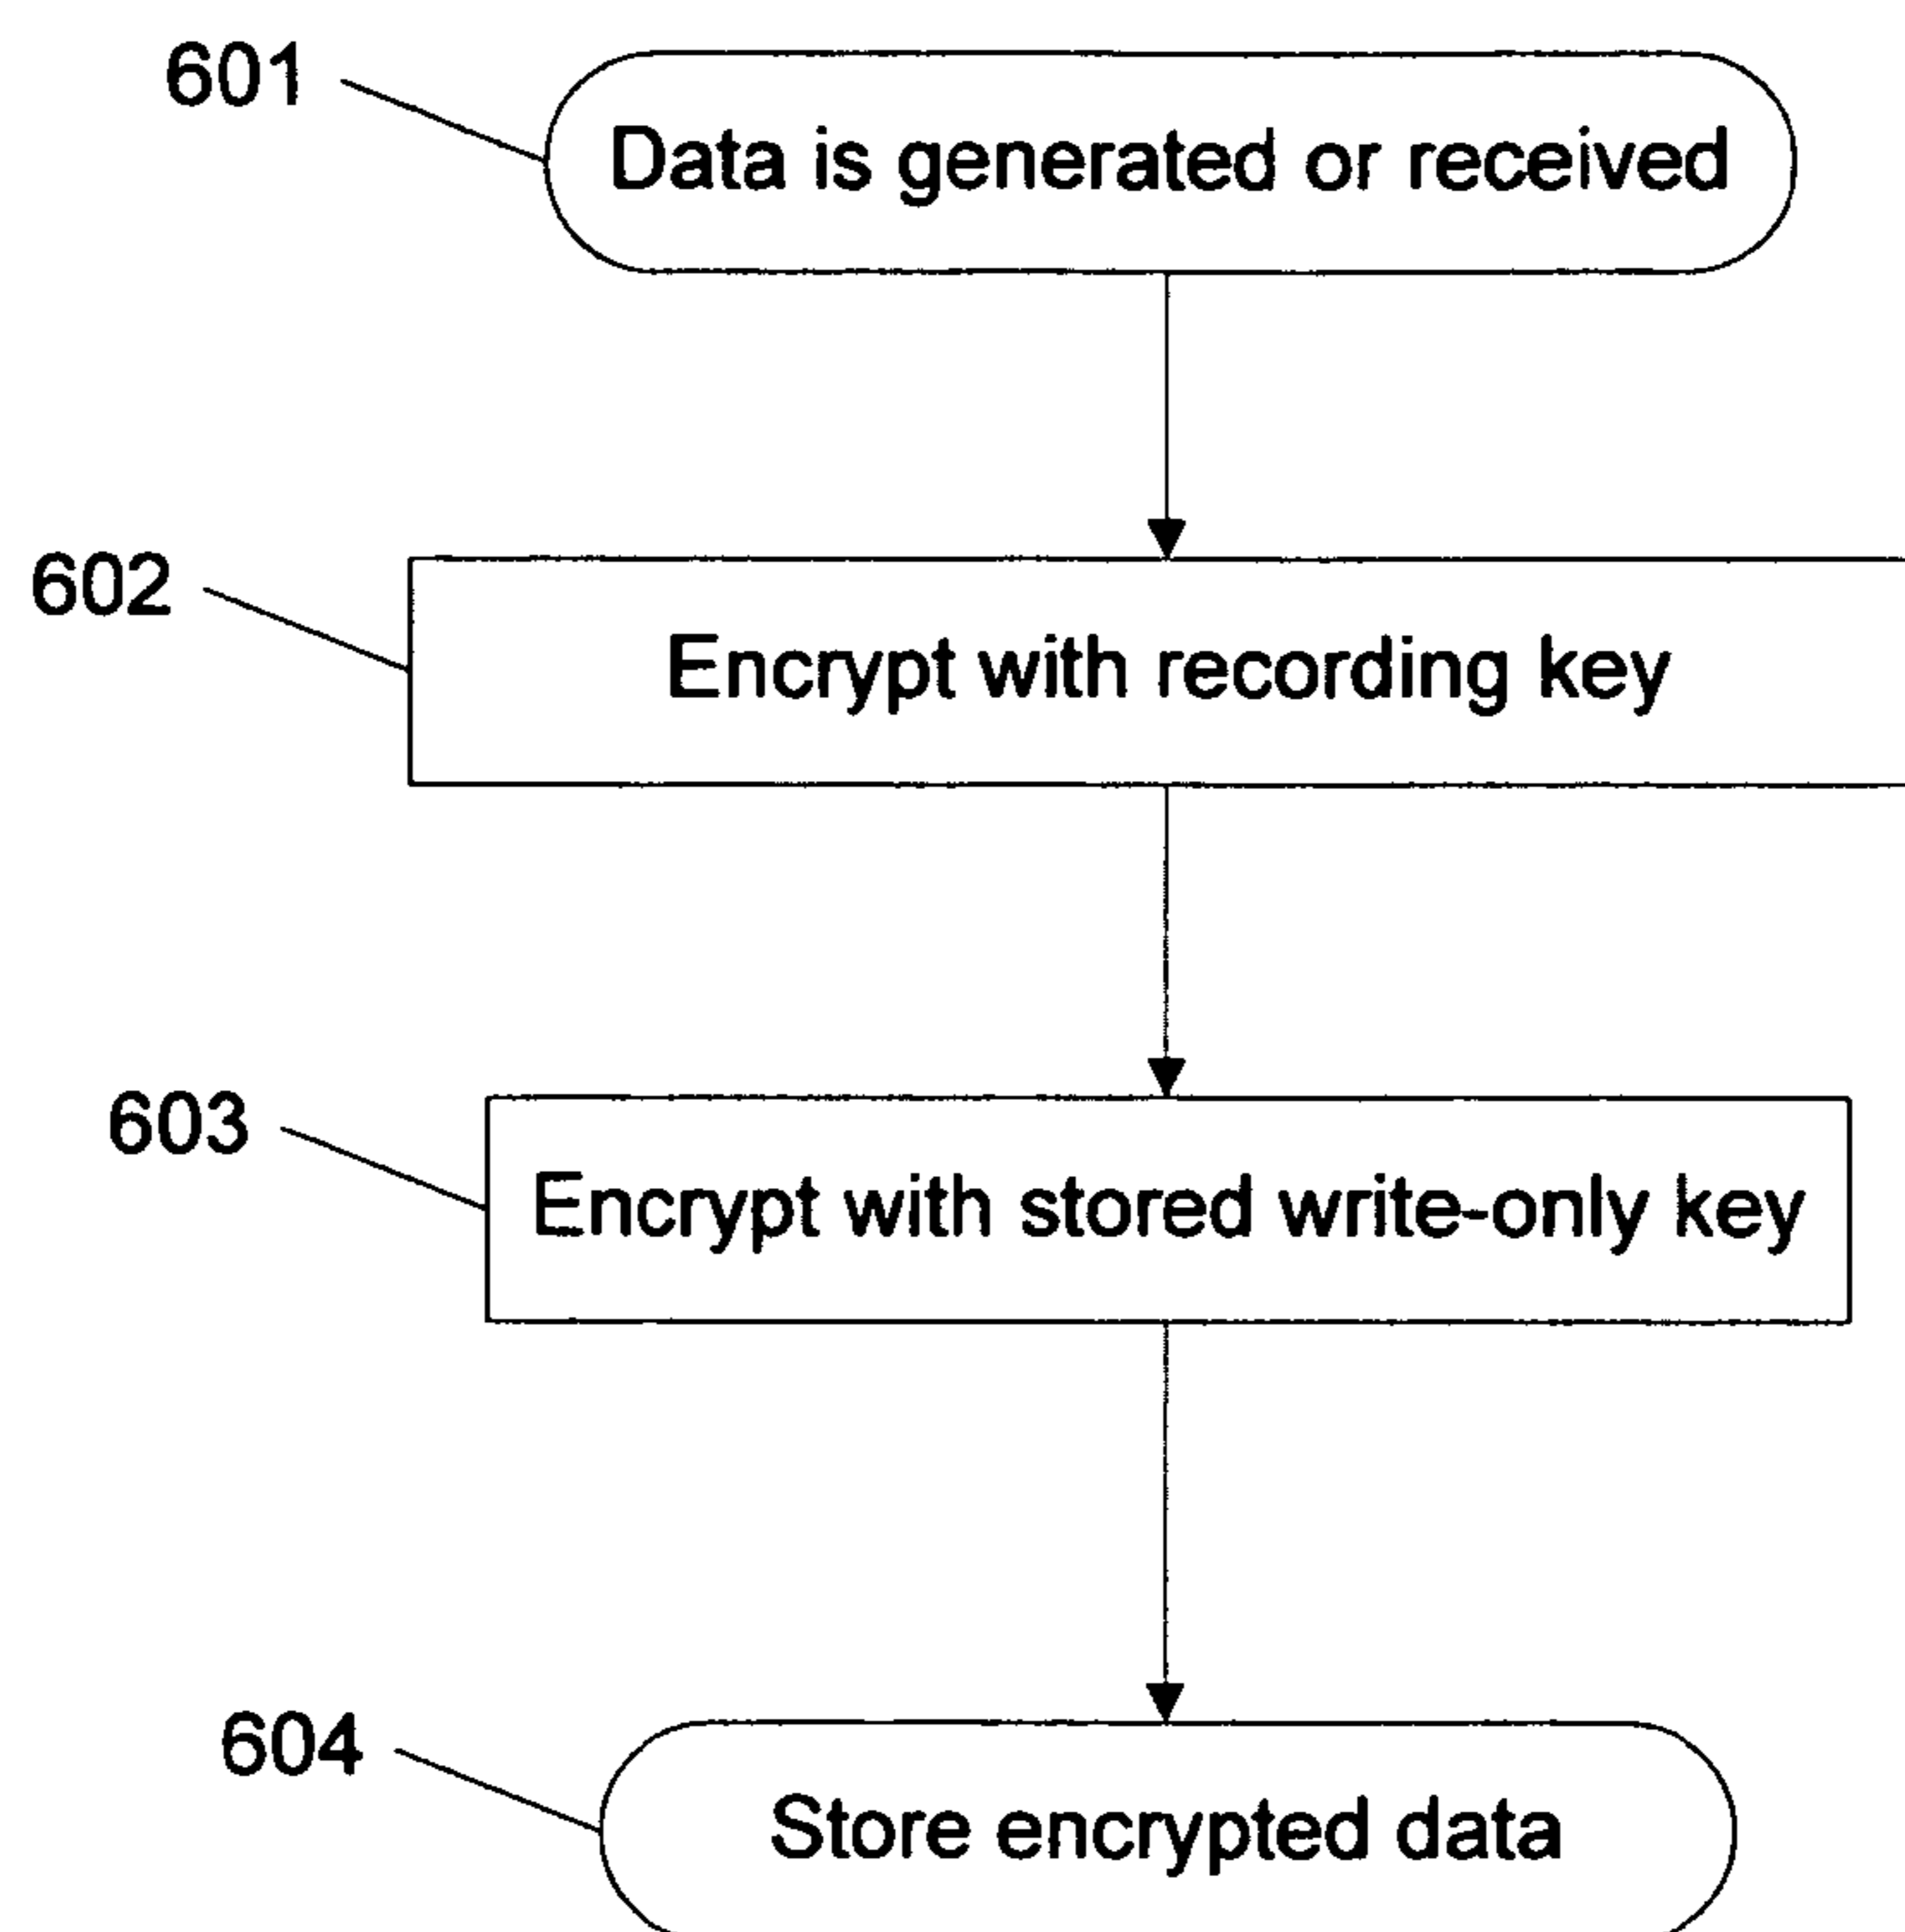 601
Data is generated or received
602
Encrypt with recording key
603
Encrypt with stored write-only key
604
Store encrypted data